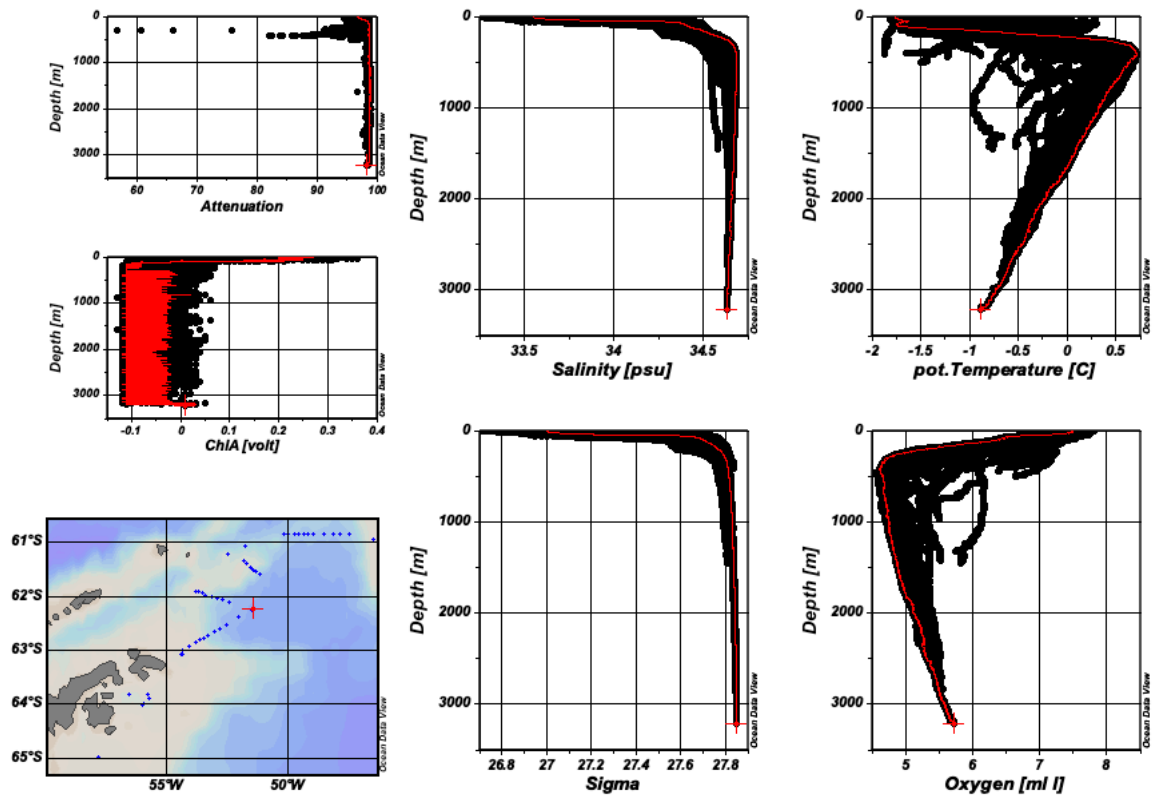 0
1000
2000
3000
Depth [m]
60
70
80
90
100
Attenuation
Ocean Data View
0
1000
2000
3000
Depth [m]
33.5
34
34.5
Salinity [psu]
Ocean Data View
0
1000
2000
3000
Depth [m]
-2
-1
-0.5
0
0.5
pot.Temperature [C]
Ocean Data View
0
1000
2000
3000
Depth [m]
-0.1
0
0.1
0.2
0.3
0.4
ChlA [volt]
Ocean Data View
61°S
62°S
63°S
64°S
65°S
55°W
50°W
Ocean Data View
0
1000
2000
3000
Depth [m]
26.8
27
27.2
27.4
27.6
27.8
Sigma
Ocean Data View
0
1000
2000
3000
Depth [m]
5
6
7
8
Oxygen [ml l]
Ocean Data View